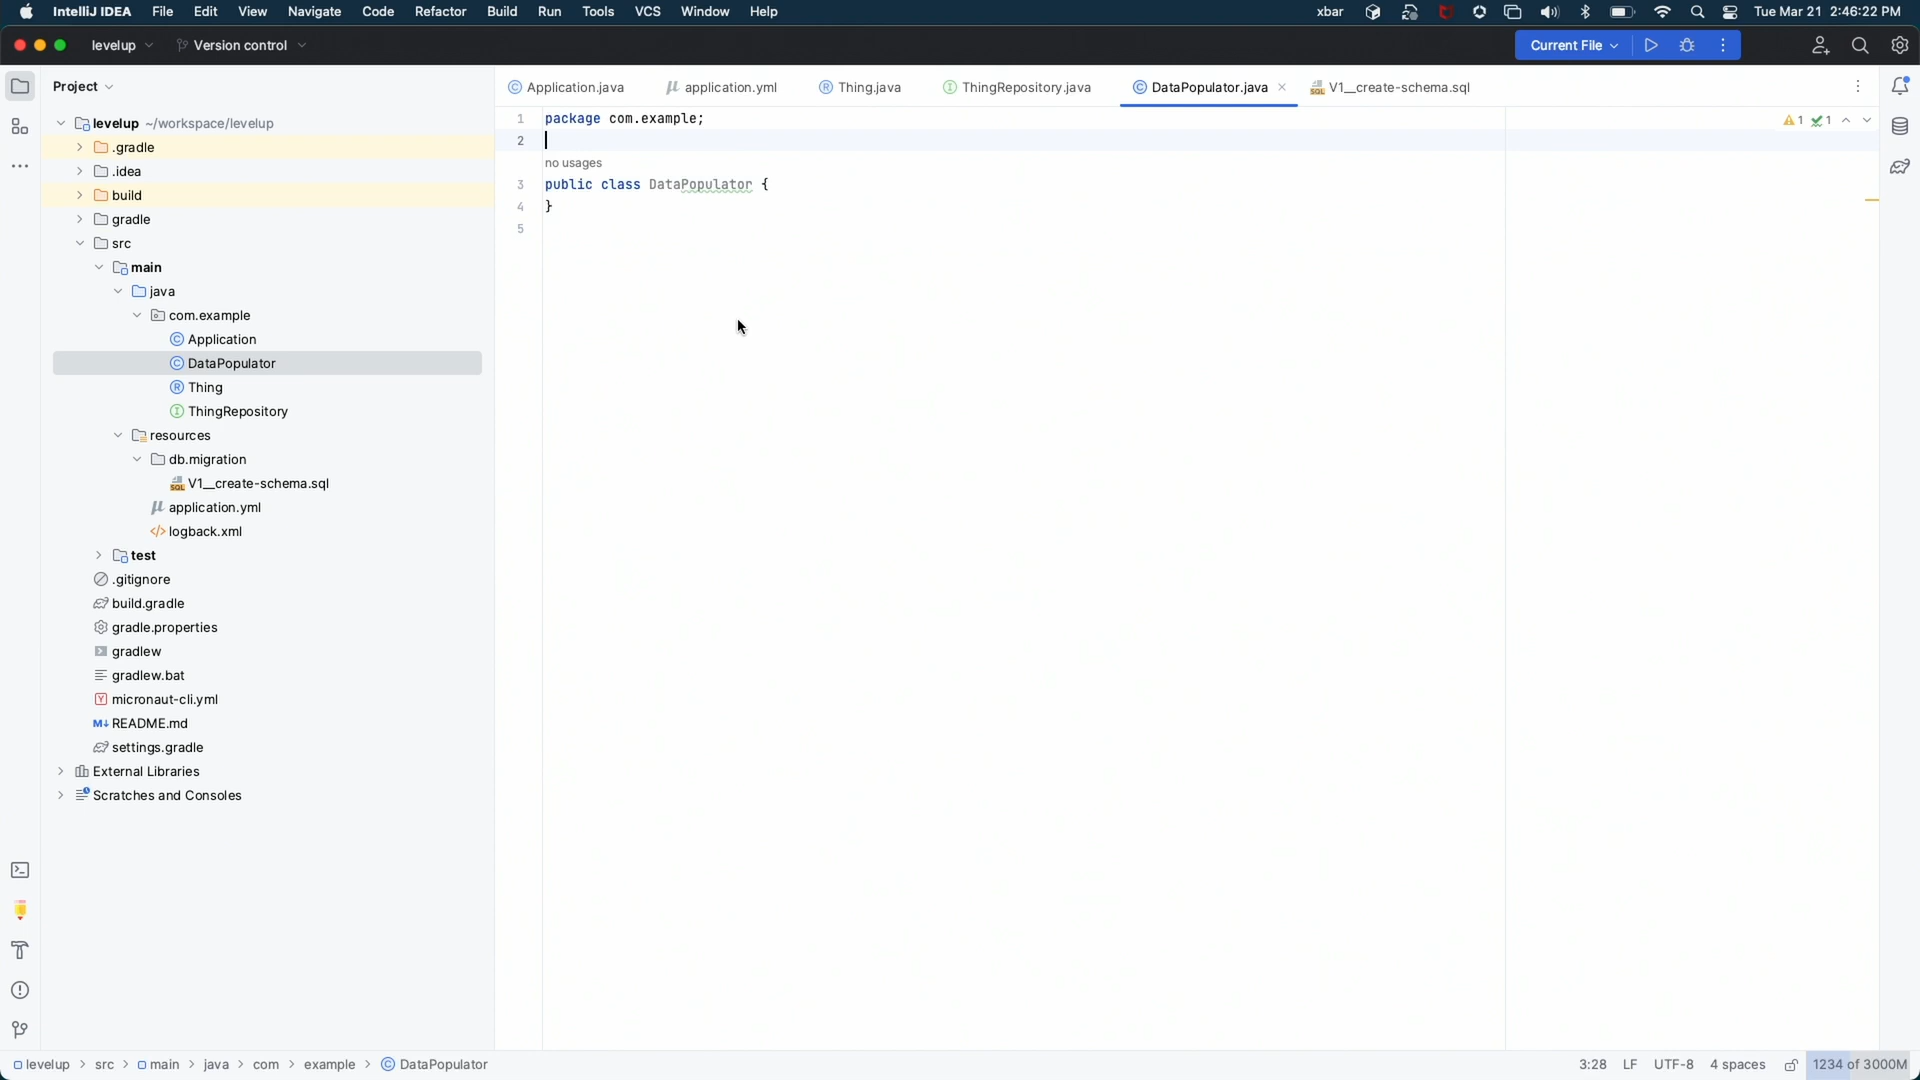 IntelliJ IDEA File Edit View Navigate Code Refactor Build Run Tools VCS Window Help xbar Tue Mar 21 2:46:22 PM
levelup Version control Current File
Project
Application.java application.yml Thing.java ThingRepository.java DataPopulator.java V1__create-schema.sql
levelup ~/workspace/levelup
.gradle
.idea
build
gradle
src
main
java
com.example
Application
DataPopulator
Thing
ThingRepository
resources
db.migration
V1__create-schema.sql
application.yml
logback.xml
test
.gitignore
build.gradle
gradle.properties
gradlew
gradlew.bat
micronaut-cli.yml
README.md
settings.gradle
External Libraries
Scratches and Consoles
1 package com.example;
1 1
2
no usages
3 public class DataPopulator {
4 }
5
levelup > src > main > java > com > example > DataPopulator
3:28 LF UTF-8 4 spaces 1234 of 3000M